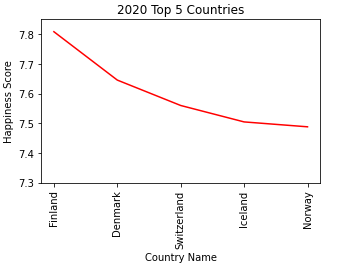 2020 Top 5 Countries
Happiness Score
7.8
7.7
7.6
7.5
7.4
7.3
Finland
Denmark
Switzerland
Iceland
Norway
Country Name